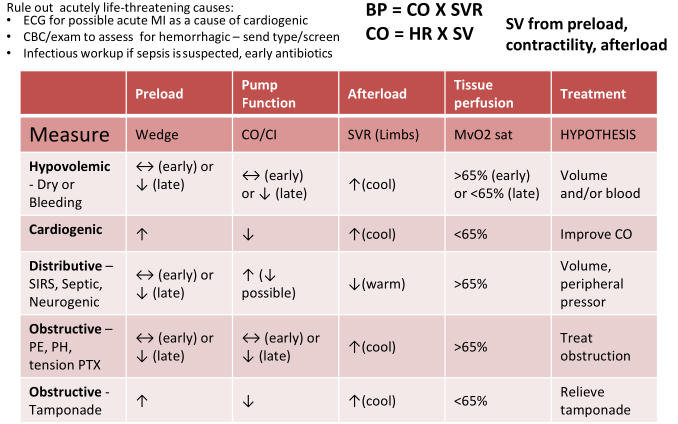 Rule out  acutely life-threatening causes:
• ECG for possible acute MI as a cause of cardiogenic
• CBC/exam to assess  for hemorrhagic – send type/screen
• Infectious workup if sepsis is suspected, early antibiotics
BP = CO X SVR
CO = HR X SV
SV from preload,
contractility, afterload
Preload
Pump
Function
Afterload
Tissue
perfusion
Treatment
Measure
Wedge
CO/CI
SVR (Limbs)
MvO2 sat
HYPOTHESIS
Hypovolemic
- Dry or
Bleeding
↔ (early) or
↓ (late)
↔ (early)
or ↓ (late)
↑(cool)
>65% (early)
or <65% (late)
Volume
and/or blood
Cardiogenic
↑
↓
↑(cool)
<65%
Improve CO
Distributive –
SIRS, Septic,
Neurogenic
↔ (early) or
↓ (late)
↑ (↓
possible)
↓(warm)
>65%
Volume,
peripheral
pressor
Obstructive –
PE, PH,
tension PTX
↔ (early) or
↓ (late)
↔ (early) or
↓ (late)
↑(cool)
>65%
Treat
obstruction
Obstructive -
Tamponade
↑
↓
↑(cool)
<65%
Relieve
tamponade